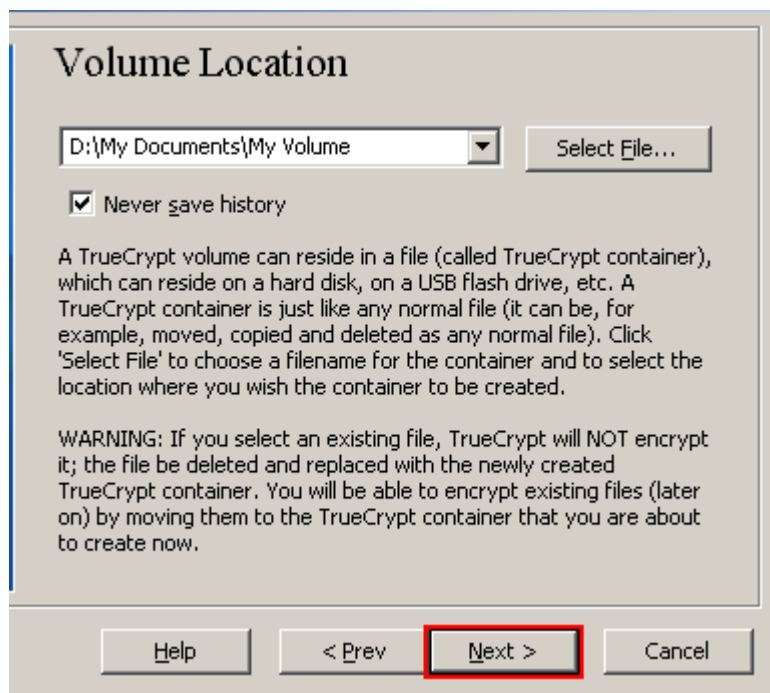 Volume Location
D:\My Documents\My Volume
Select File...
Never save history
A TrueCrypt volume can reside in a file (called TrueCrypt container),
which can reside on a hard disk, on a USB flash drive, etc. A
TrueCrypt container is just like any normal file (it can be, for
example, moved, copied and deleted as any normal file). Click
'Select File' to choose a filename for the container and to select the
location where you wish the container to be created.
WARNING: If you select an existing file, TrueCrypt will NOT encrypt
it; the file be deleted and replaced with the newly created
TrueCrypt container. You will be able to encrypt existing files (later
on) by moving them to the TrueCrypt container that you are about
to create now.
Help < Prev Next > Cancel